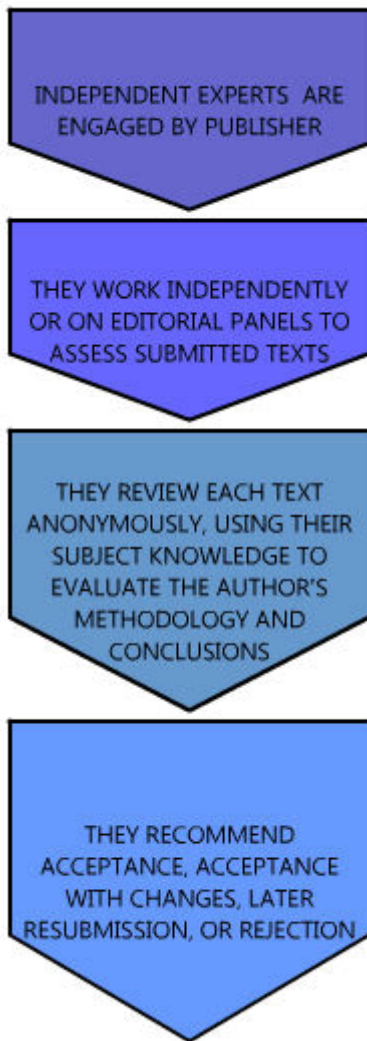 INDEPENDENT EXPERTS ARE
ENGAGED BY PUBLISHER
THEY WORK INDEPENDENTLY
OR ON EDITORIAL PANELS TO
ASSESS SUBMITTED TEXTS
THEY REVIEW EACH TEXT
ANONYMOUSLY, USING THEIR
SUBJECT KNOWLEDGE TO
EVALUATE THE AUTHOR'S
METHODOLOGY AND
CONCLUSIONS
THEY RECOMMEND
ACCEPTANCE, ACCEPTANCE
WITH CHANGES, LATER
RESUBMISSION, OR REJECTION